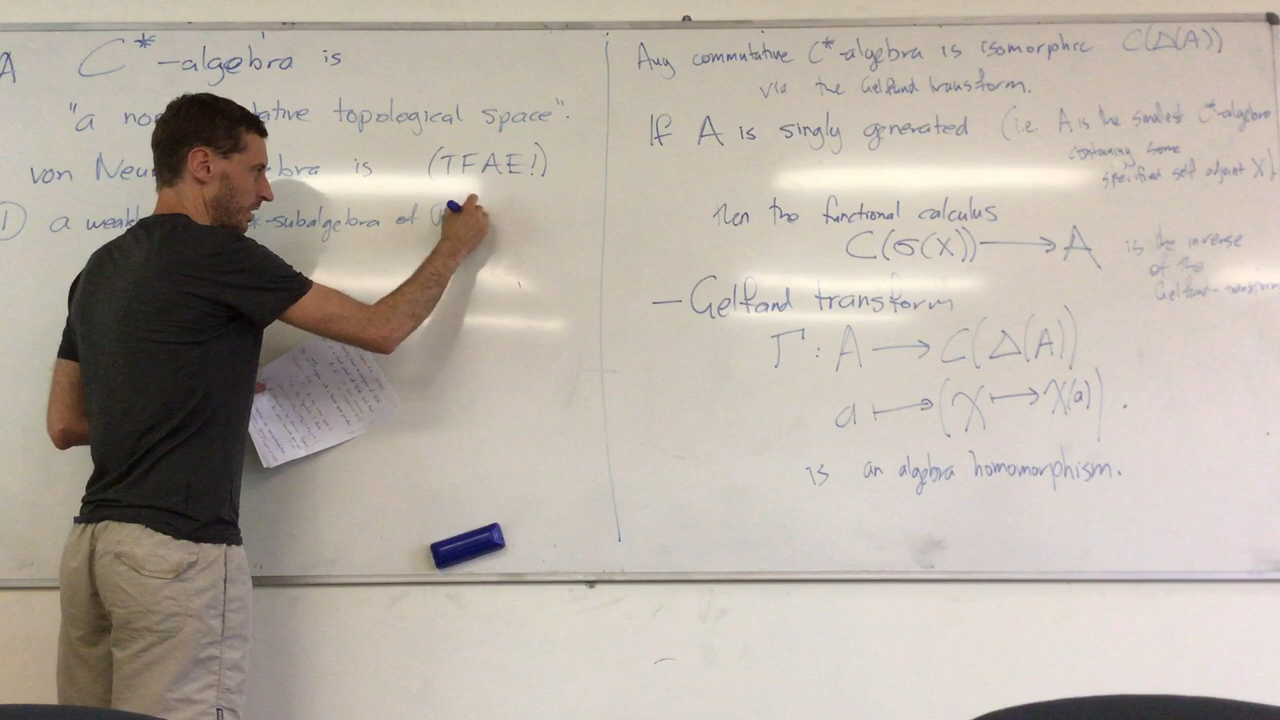 A C*-algebra is
"a no ative topological space".
von Neu bra is (TFAE!)
① a weak *-subalgebra of
Any commutative C*-algebra is isomorphic C(Δ(A))
via the Gelfand transform.
If A is singly generated (i.e. A is the smallest C*-algebra
containing some
specified self adjoint X)
then the functional calculus
C(σ(X)) ⟶ A is the inverse
of the
Gelfand-transform
– Gelfand transform
Γ : A ⟶ C(Δ(A))
a ⟼ (χ ⟼ χ(a)).
is an algebra homomorphism.